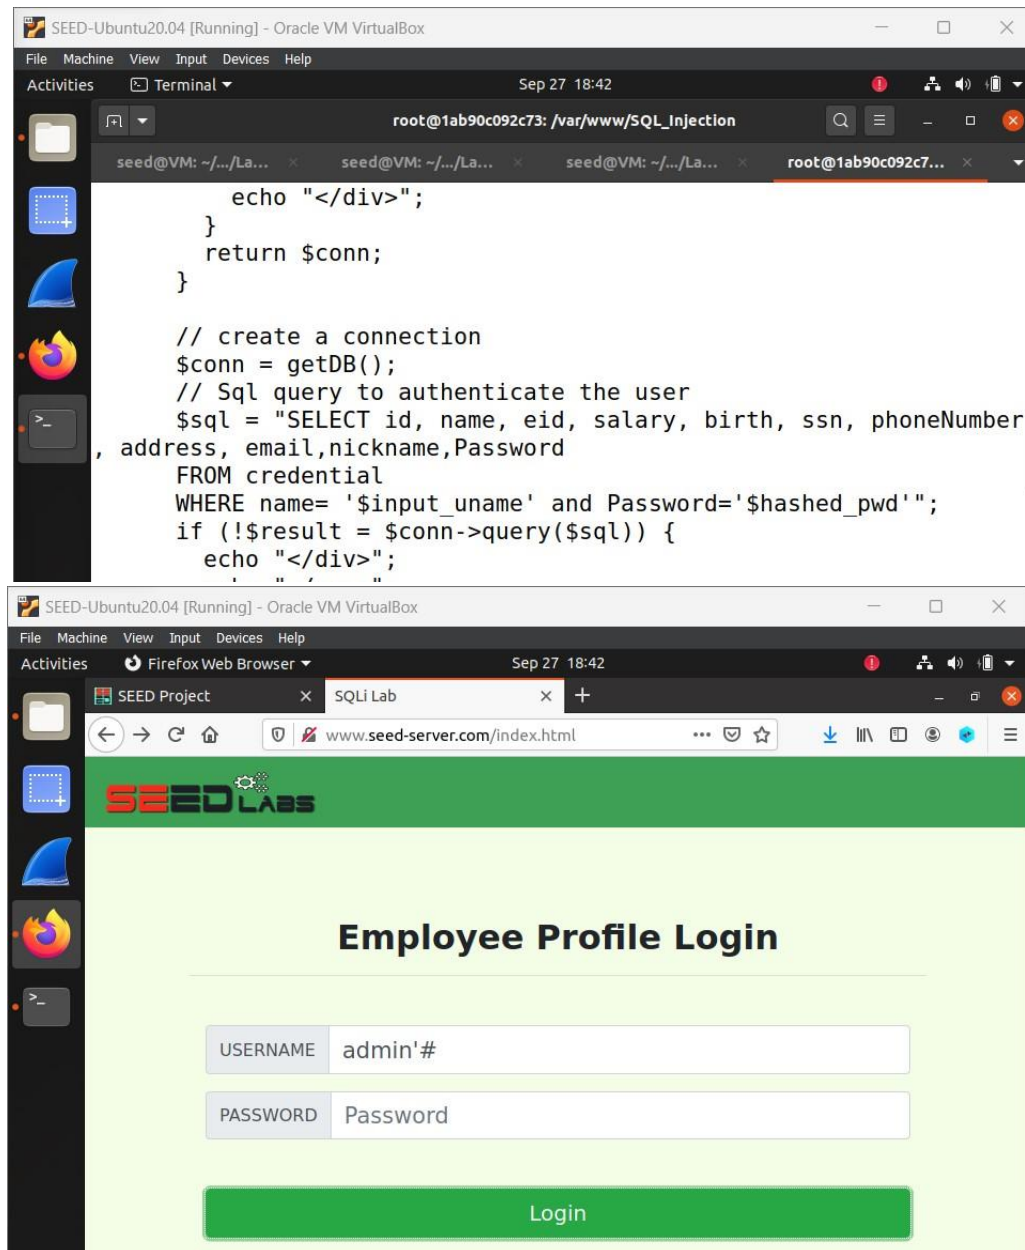 SEED-Ubuntu20.04 [Running] - Oracle VM VirtualBox
File Machine View Input Devices Help
Activities Terminal Sep 27 18:42
root@1ab90c092c73: /var/www/SQL_Injection
seed@VM: ~/.../La... seed@VM: ~/.../La... seed@VM: ~/.../La... root@1ab90c092c7...
echo "</div>";
}
return $conn;
}
// create a connection
$conn = getDB();
// Sql query to authenticate the user
$sql = "SELECT id, name, eid, salary, birth, ssn, phoneNumber
, address, email,nickname,Password
FROM credential
WHERE name= '$input_uname' and Password='$hashed_pwd'";
if (!$result = $conn->query($sql)) {
echo "</div>";
SEED-Ubuntu20.04 [Running] - Oracle VM VirtualBox
File Machine View Input Devices Help
Activities Firefox Web Browser Sep 27 18:42
SEED Project SQLi Lab
www.seed-server.com/index.html
SEED LABS
Employee Profile Login
USERNAME admin'#
PASSWORD Password
Login